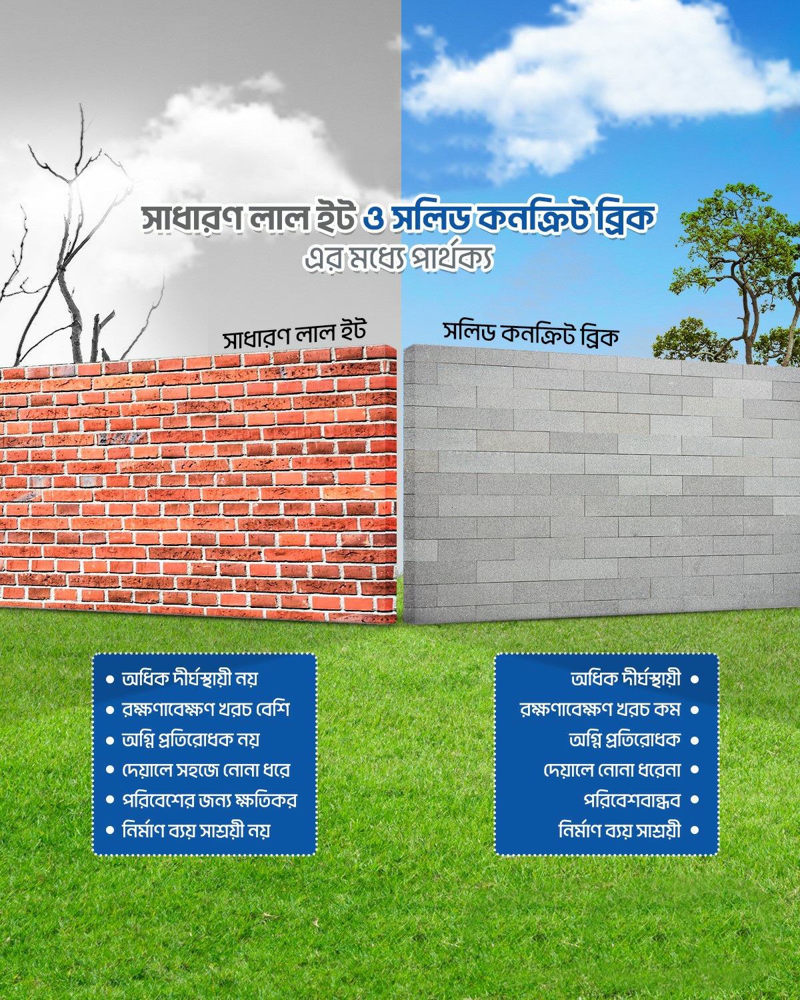 সাধারণ লাল ইট ও সলিড কনক্রিট ব্রিক
এর মধ্যে পার্থক্য
সাধারণ লাল ইট
সলিড কনক্রিট ব্রিক
অধিক দীর্ঘস্থায়ী নয়
রক্ষণাবেক্ষণ খরচ বেশি
অগ্নি প্রতিরোধক নয়
দেয়ালে সহজে নোনা ধরে
পরিবেশের জন্য ক্ষতিকর
নির্মাণ ব্যয় সাশ্রয়ী নয়
অধিক দীর্ঘস্থায়ী
রক্ষণাবেক্ষণ খরচ কম
অগ্নি প্রতিরোধক
দেয়ালে নোনা ধরেনা
পরিবেশবান্ধব
নির্মাণ ব্যয় সাশ্রয়ী